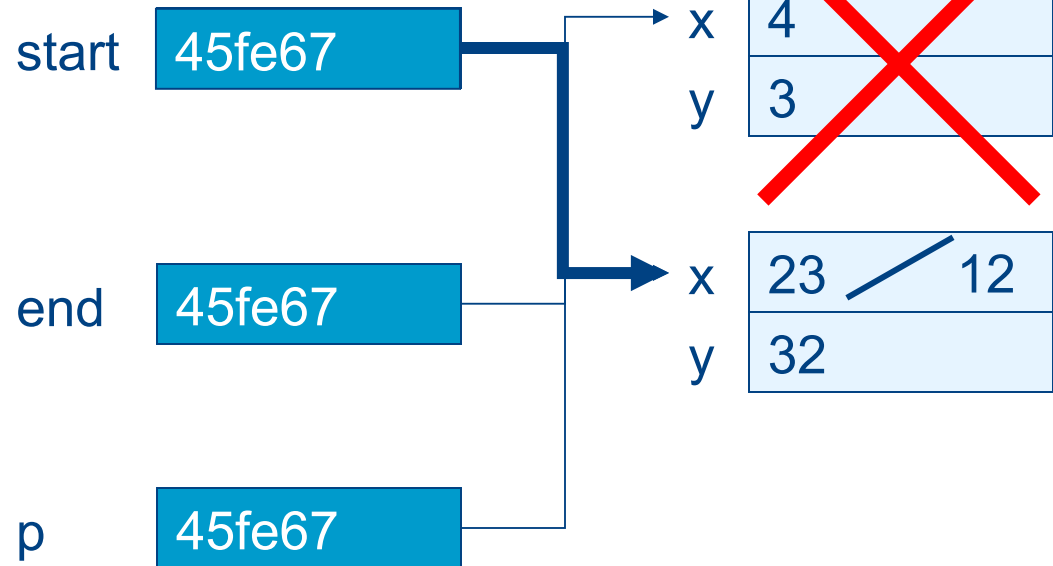 start 45fe67 x 4
y 3
end 45fe67 x 23 12
y 32
p 45fe67